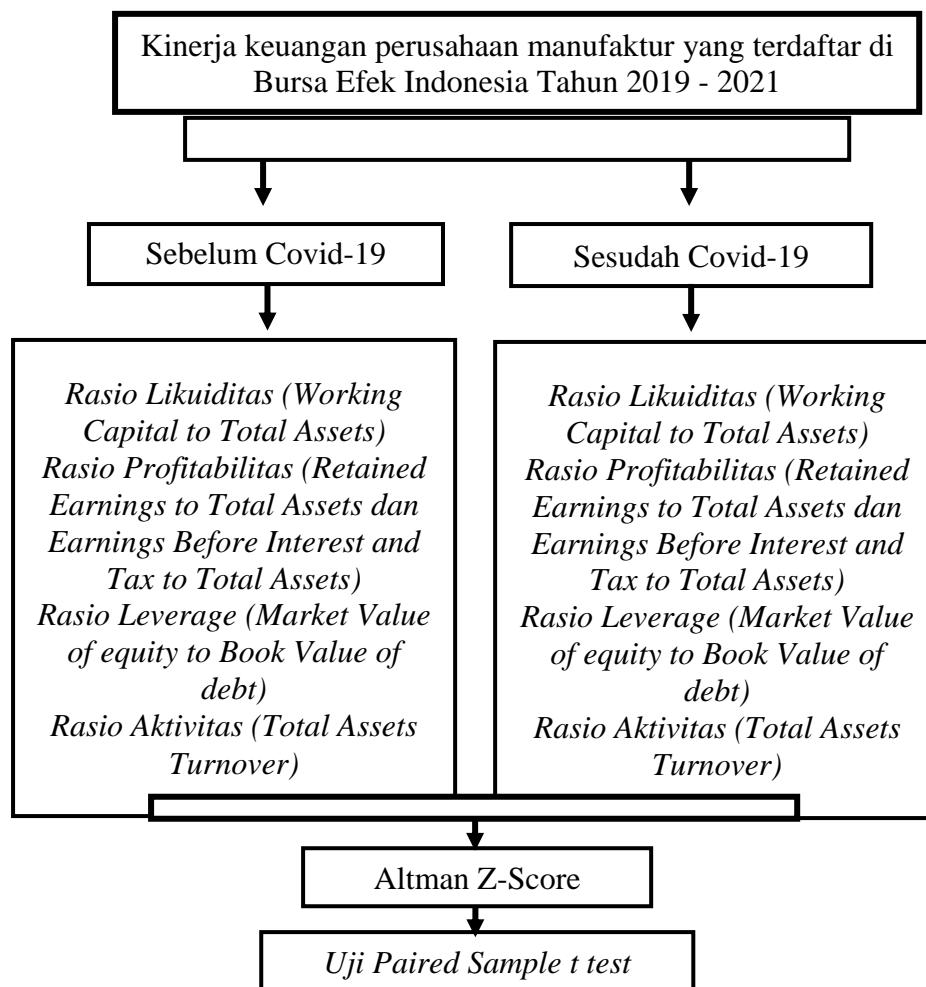 Kinerja keuangan perusahaan manufaktur yang terdaftar di
Bursa Efek Indonesia Tahun 2019 - 2021
Sebelum Covid-19
Sesudah Covid-19
Rasio Likuiditas (Working
Capital to Total Assets)
Rasio Profitabilitas (Retained
Earnings to Total Assets dan
Earnings Before Interest and
Tax to Total Assets)
Rasio Leverage (Market Value
of equity to Book Value of
debt)
Rasio Aktivitas (Total Assets
Turnover)
Rasio Likuiditas (Working
Capital to Total Assets)
Rasio Profitabilitas (Retained
Earnings to Total Assets dan
Earnings Before Interest and
Tax to Total Assets)
Rasio Leverage (Market Value
of equity to Book Value of
debt)
Rasio Aktivitas (Total Assets
Turnover)
Altman Z-Score
Uji Paired Sample t test